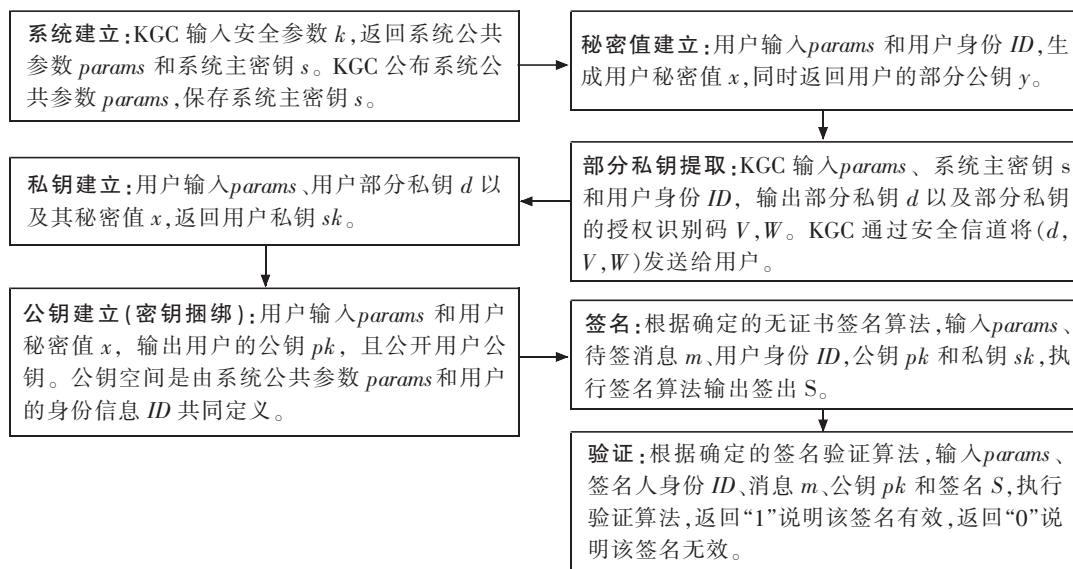 系统建立:KGC 输入安全参数 k,返回系统公共
参数 params 和系统主密钥 s。KGC 公布系统公
共参数 params,保存系统主密钥 s。
秘密值建立:用户输入params 和用户身份 ID,生
成用户秘密值 x,同时返回用户的部分公钥 y。
部分私钥提取:KGC 输入params、系统主密钥 s
和用户身份 ID, 输出部分私钥 d 以及部分私钥
的授权识别码 V,W。KGC 通过安全信道将(d,
V,W)发送给用户。
私钥建立:用户输入params、用户部分私钥 d 以
及其秘密值 x,返回用户私钥 sk。
公钥建立(密钥捆绑):用户输入params 和用户
秘密值 x, 输出用户的公钥 pk, 且公开用户公
钥。公钥空间是由系统公共参数 params和用户
的身份信息 ID 共同定义。
签名:根据确定的无证书签名算法,输入params、
待签消息 m、用户身份 ID,公钥 pk 和私钥 sk,执
行签名算法输出签出 S。
验证:根据确定的签名验证算法,输入params、
签名人身份 ID、消息 m、公钥 pk 和签名 S,执行
验证算法,返回“1”说明该签名有效,返回“0”说
明该签名无效。